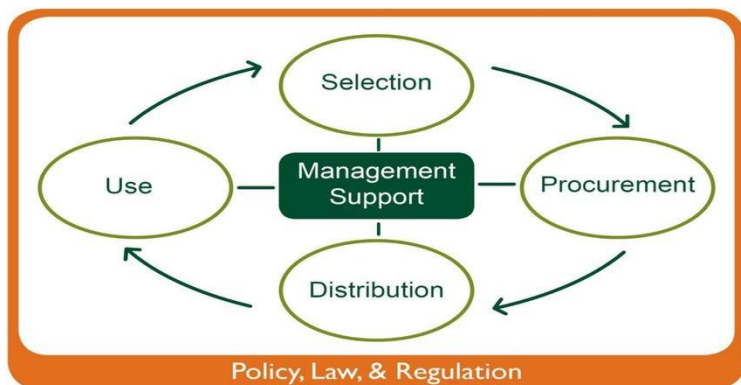 Selection
Use
Management
Support
Procurement
Distribution
Policy, Law, & Regulation